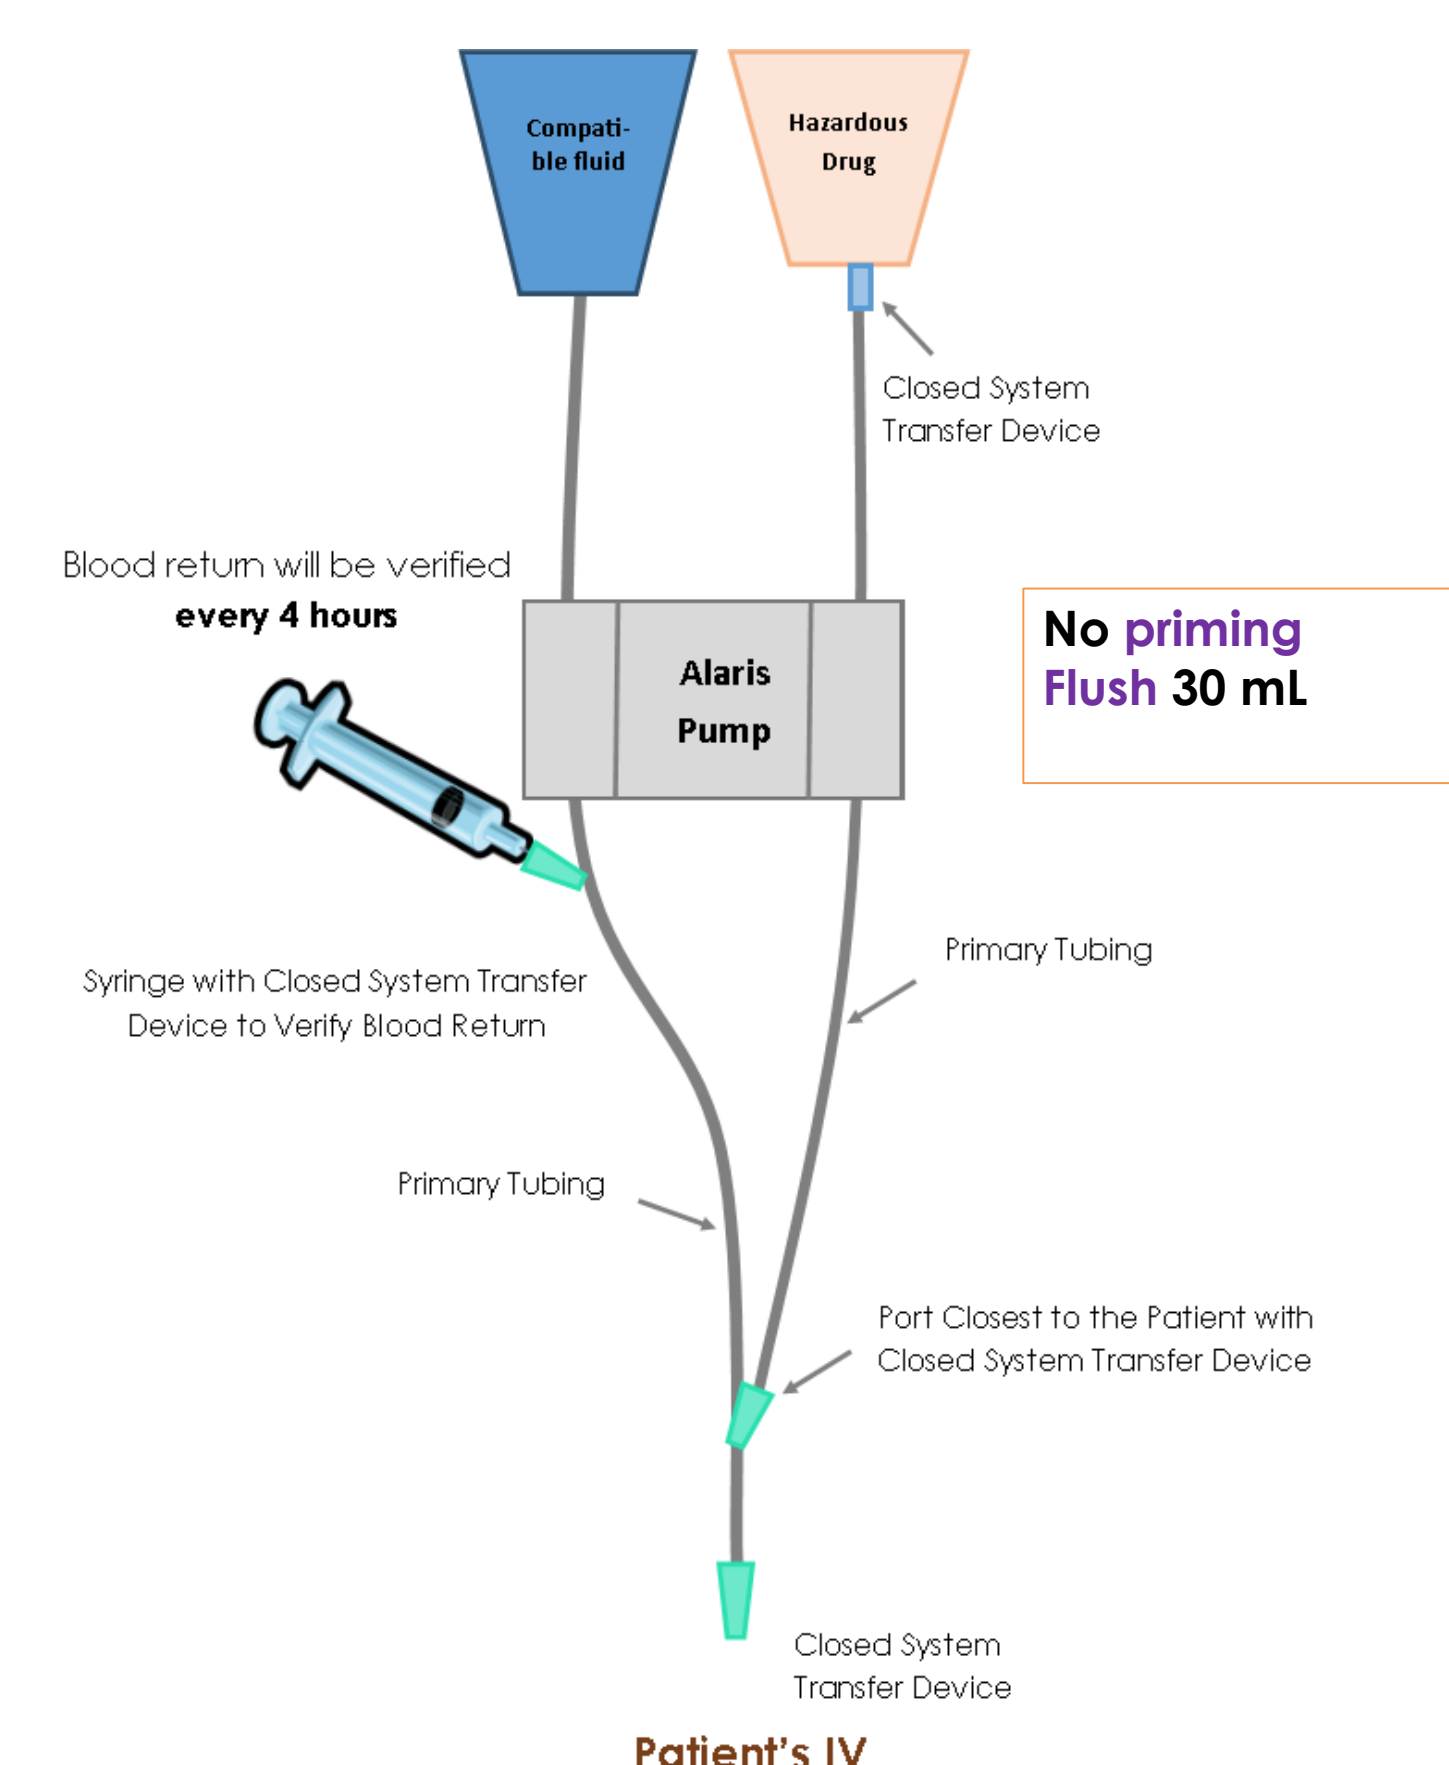 Compati-
ble fluid
Hazardous
Drug
Closed System
Transfer Device
Blood return will be verified
every 4 hours
Alaris
Pump
No priming
Flush 30 mL
Syringe with Closed System Transfer
Device to Verify Blood Return
Primary Tubing
Primary Tubing
Port Closest to the Patient with
Closed System Transfer Device
Closed System
Transfer Device
Patient's IV